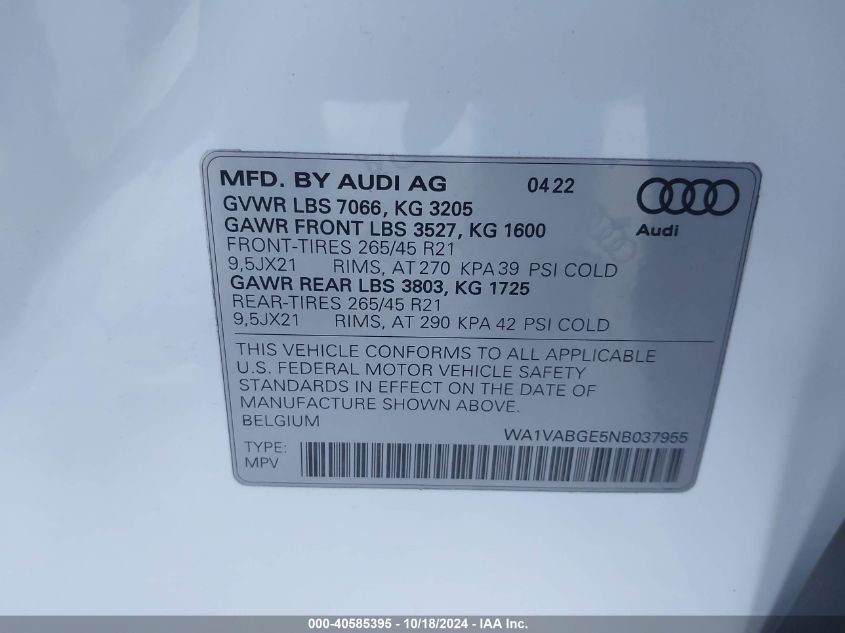 MFD. BY AUDI AG 0422
GVWR LBS 7066, KG 3205
GAWR FRONT LBS 3527, KG 1600
FRONT-TIRES 265/45 R21
9,5JX21 RIMS, AT 270 KPA 39 PSI COLD
GAWR REAR LBS 3803, KG 1725
REAR-TIRES 265/45 R21
9,5JX21 RIMS, AT 290 KPA 42 PSI COLD
Audi
THIS VEHICLE CONFORMS TO ALL APPLICABLE
U.S. FEDERAL MOTOR VEHICLE SAFETY
STANDARDS IN EFFECT ON THE DATE OF
MANUFACTURE SHOWN ABOVE.
BELGIUM
WA1VABGE5NB037955
TYPE:
MPV
000-40585395 - 10/18/2024 - IAA Inc.